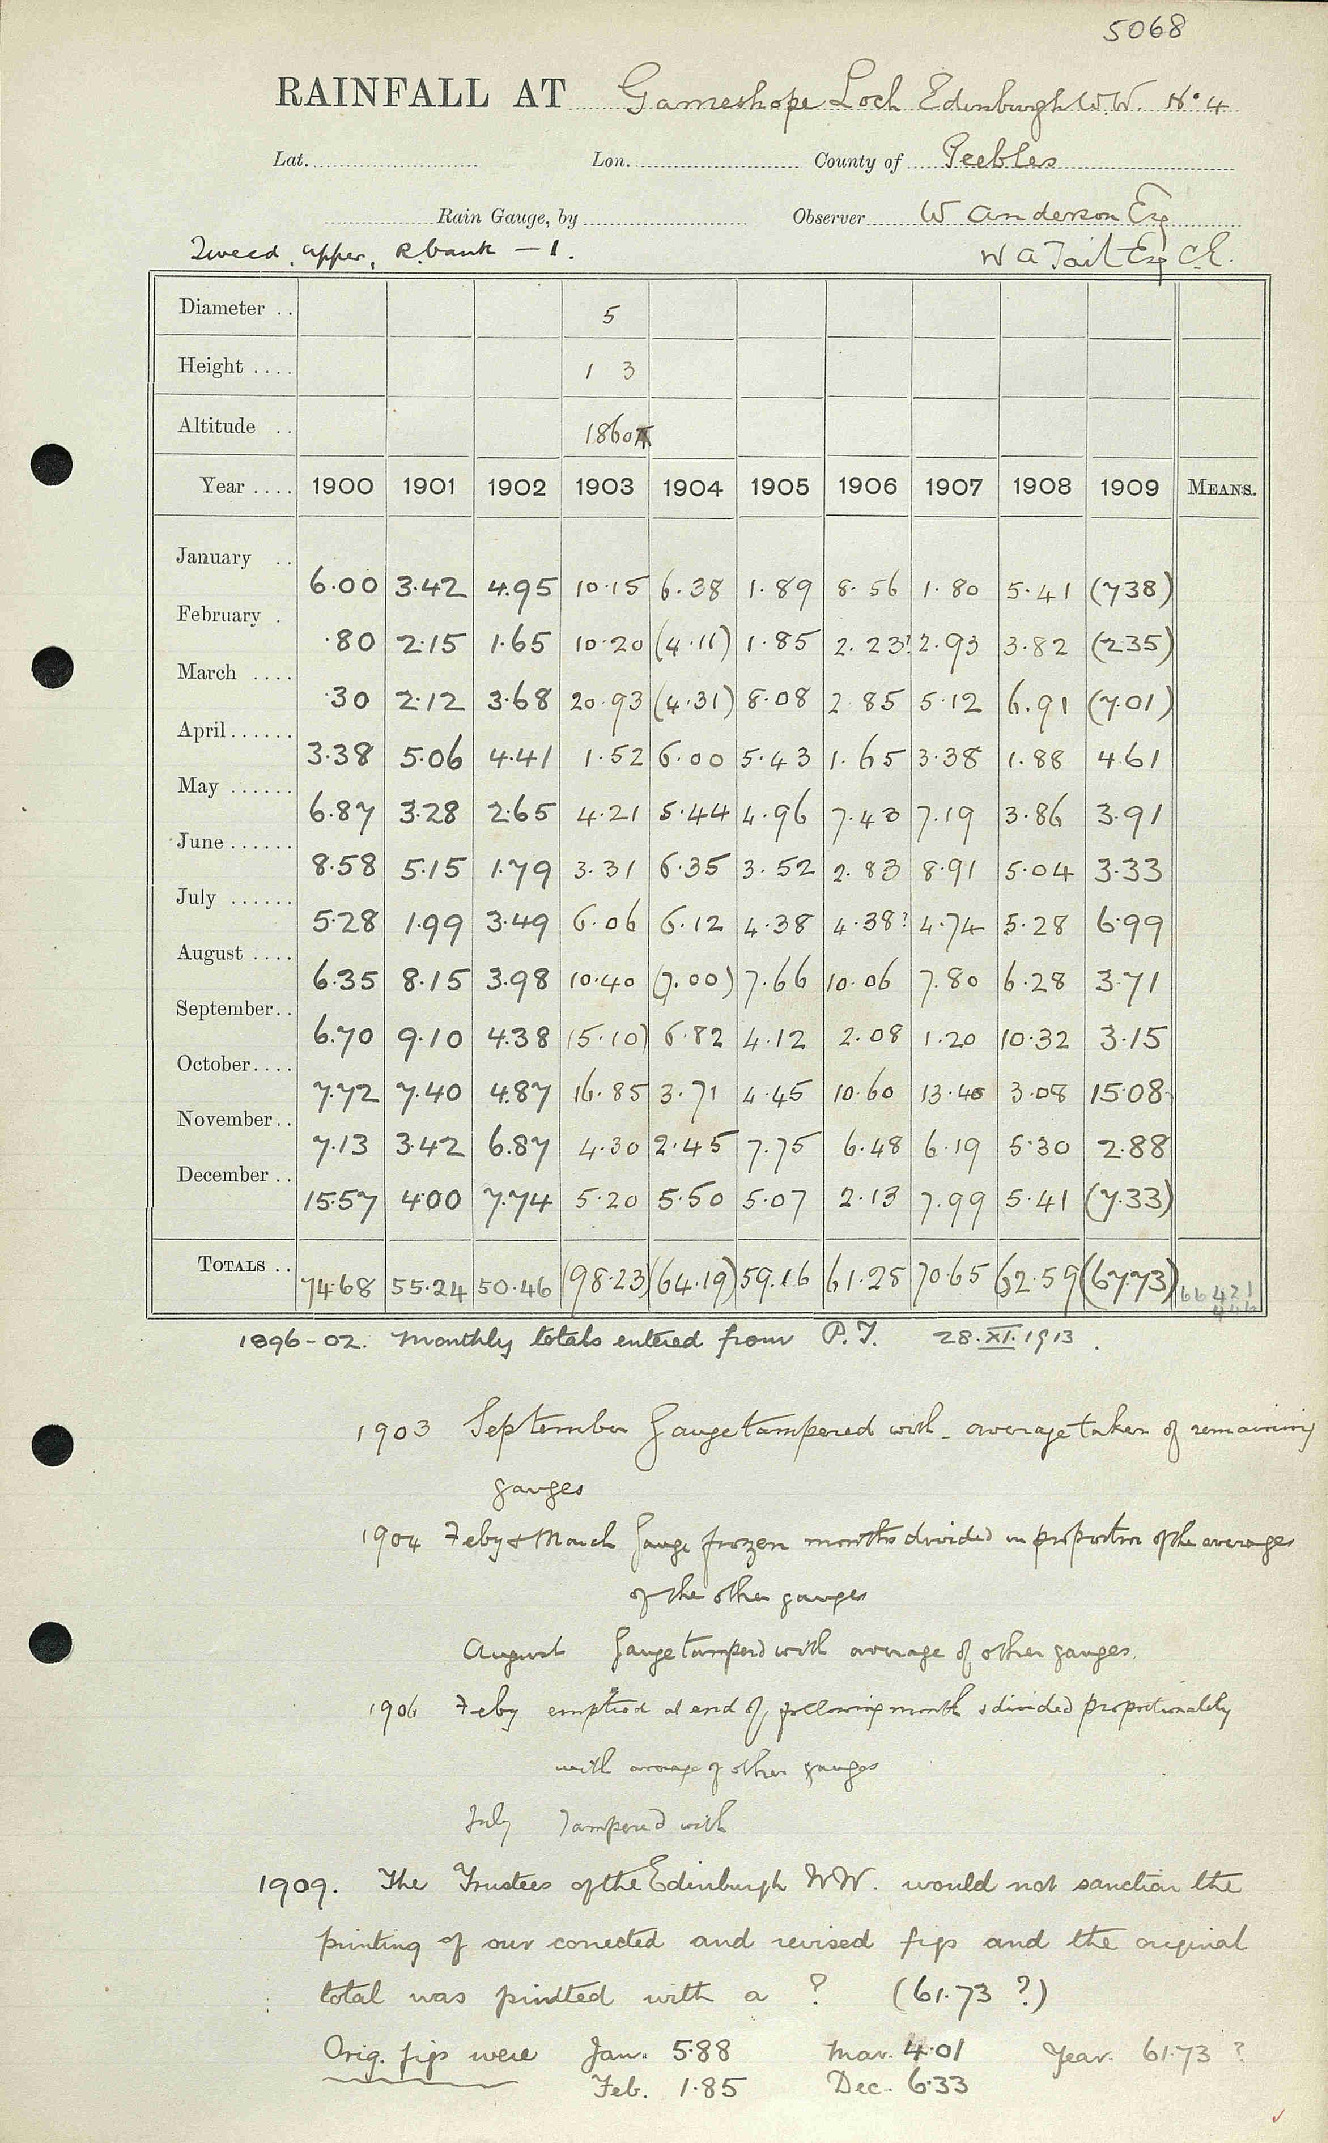 5068
RAINFALL AT Gameshope Loch Edinburgh W.W. No 4
Lat. Lon. County of Peebles
Rain Gauge, by Observer W Anderson Esq
Tweed, upper, R. bank — 1. W A Tait Esq C.E.
Diameter .. 5
Height .... 1 3
Altitude .. 1860
Year .... 1900 1901 1902 1903 1904 1905 1906 1907 1908 1909 MEANS.
January .. 6.00 3.42 4.95 10.15 6.38 1.89 8.56 1.80 5.41 (7.38)
February . .80 2.15 1.65 10.20 (4.11) 1.85 2.23? 2.93 3.82 (2.35)
March .... .30 2.12 3.68 20.93 (4.31) 8.08 2.85 5.12 6.91 (7.01)
April...... 3.38 5.06 4.41 1.52 6.00 5.43 1.65 3.38 1.88 4.61
May ...... 6.87 3.28 2.65 4.21 5.44 4.96 7.40 7.19 3.86 3.91
June...... 8.58 5.15 1.79 3.31 6.35 3.52 2.83 8.91 5.04 3.33
July ...... 5.28 1.99 3.49 6.06 6.12 4.38 4.38? 4.74 5.28 6.99
August .... 6.35 8.15 3.98 10.40 (7.00) 7.66 10.06 7.80 6.28 3.71
September.. 6.70 9.10 4.38 (5.10) 6.82 4.12 2.08 1.20 10.32 3.15
October.... 7.72 7.40 4.87 16.85 3.71 4.45 10.60 13.40 3.08 15.08
November.. 7.13 3.42 6.87 4.30 2.45 7.75 6.48 6.19 5.30 2.88
December .. 15.57 4.00 7.74 5.20 5.50 5.07 2.13 7.99 5.41 (7.33)
TOTALS .. 74.68 55.24 50.46 (98.23) (64.19) 59.16 61.25 70.65 62.59 (67.73)
1896-02. Monthly totals entered from P.T. 28.XI.1913.
1903 September Gauge tampered with - average taken of remaining
gauges
1904 Feby & March Gauge frozen months divided in proportion of the averages
of the other gauges
August Gauge tampered with average of other gauges.
1906 Feby emptied at end of following month & divided proportionately
with average of other gauges
July Tampered with
1909. The Trustees of the Edinburgh WW. would not sanction the
printing of our corrected and revised figs and the original
total was printed with a ? (61.73 ?)
Orig. figs were Jan. 5.88 Mar. 4.01 Year. 61.73 ?
Feb. 1.85 Dec. 6.33